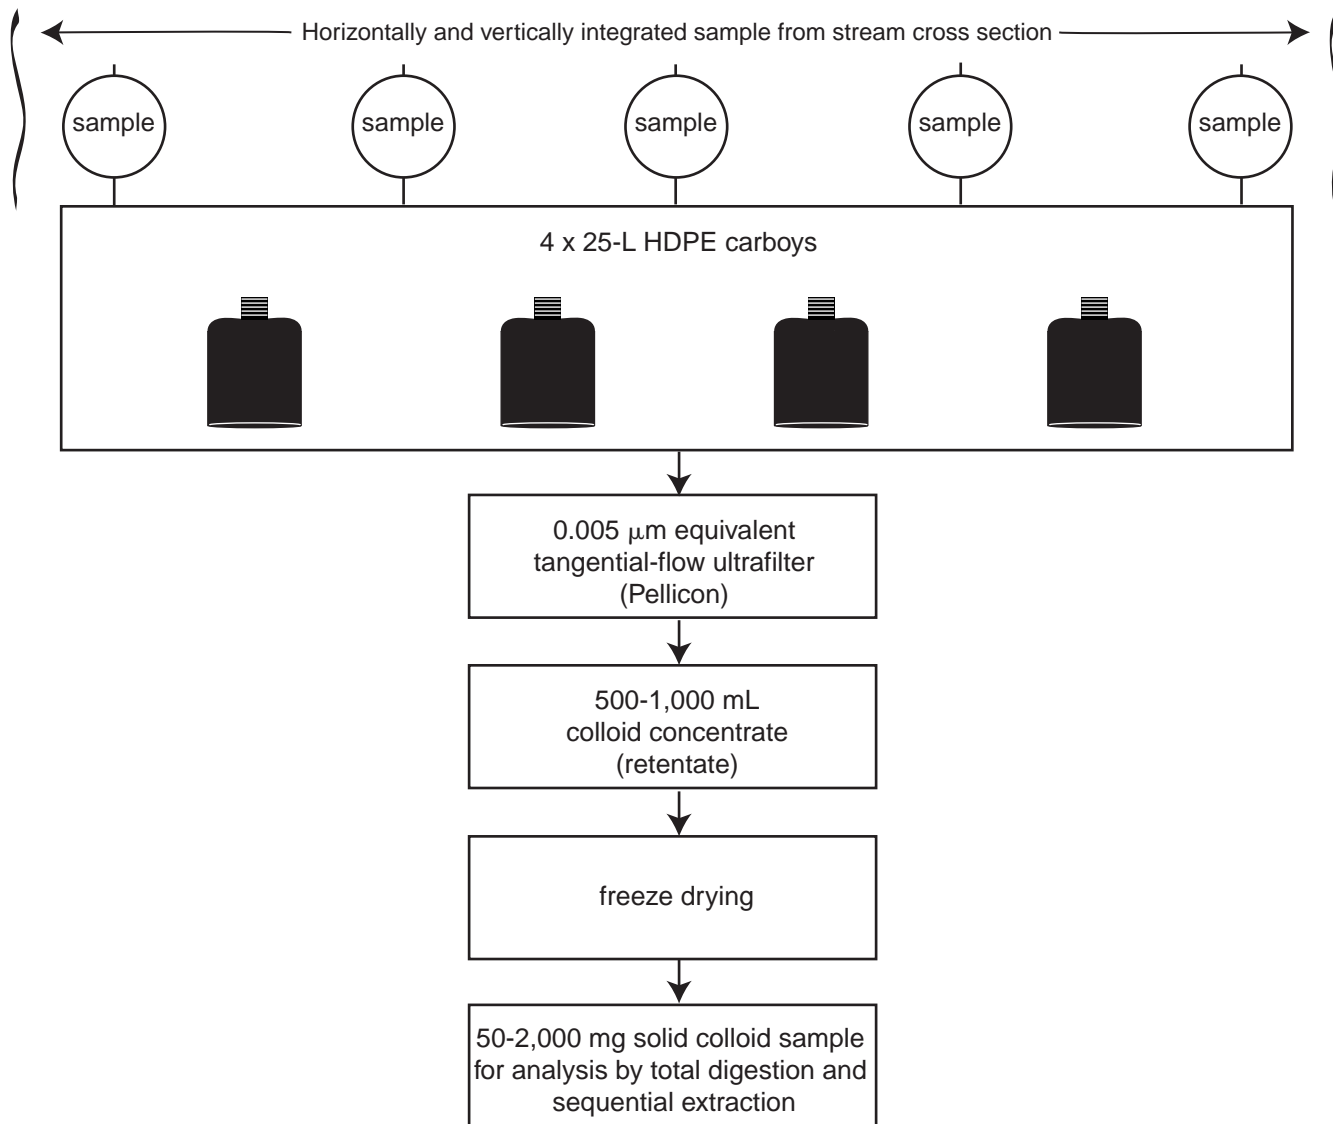 Horizontally and vertically integrated sample from stream cross section
sample
sample
sample
sample
sample
4 x 25-L HDPE carboys
0.005 μm equivalent
tangential-flow ultrafilter
(Pellicon)
500-1,000 mL
colloid concentrate
(retentate)
freeze drying
50-2,000 mg solid colloid sample
for analysis by total digestion and
sequential extraction